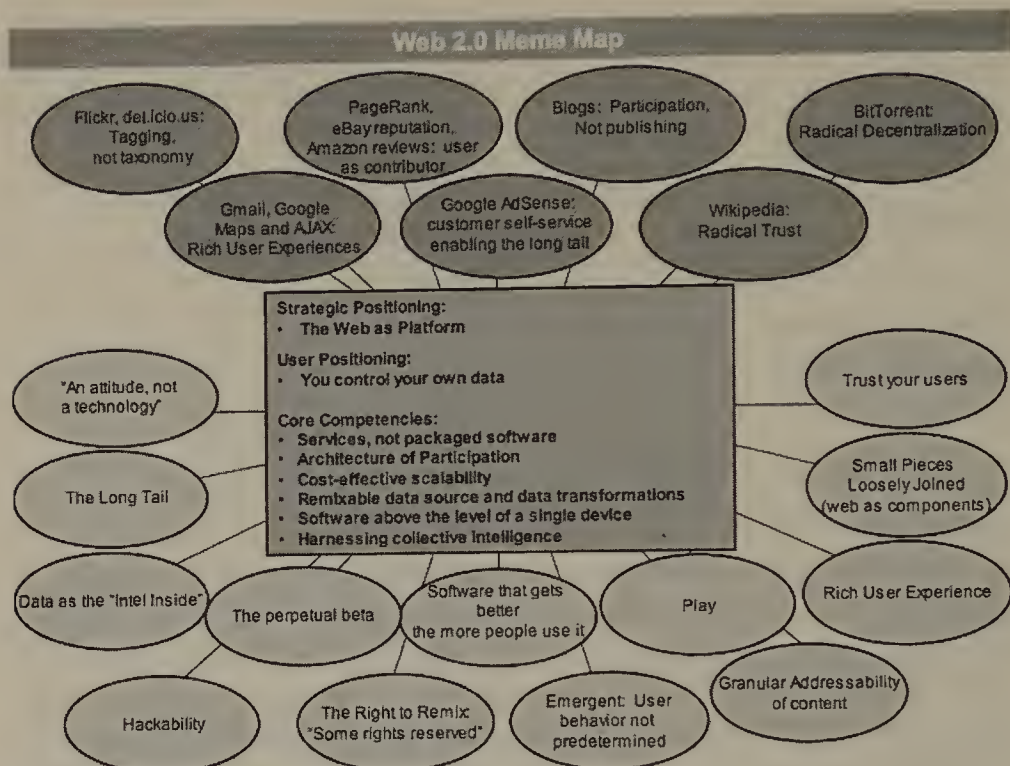 Web 2.0 Meme Map
Flickr, del.icio.us:
Tagging,
not taxonomy
PageRank,
eBay reputation,
Amazon reviews: user
as contributor
Blogs: Participation,
Not publishing
BitTorrent:
Radical Decentralization
Gmail, Google
Maps and AJAX:
Rich User Experiences
Google AdSense:
customer self-service
enabling the long tail
Wikipedia:
Radical Trust
Strategic Positioning:
• The Web as Platform
User Positioning:
• You control your own data
Core Competencies:
• Services, not packaged software
• Architecture of Participation
• Cost-effective scalability
• Remixable data source and data transformations
• Software above the level of a single device
• Harnessing collective intelligence
"An attitude, not
a technology"
The Long Tail
Data as the "Intel Inside"
Trust your users
Small Pieces
Loosely Joined
(web as components)
Rich User Experience
The perpetual beta
Software that gets
better
the more people use it
Play
Hackability
The Right to Remix
"Some rights reserved"
Emergent: User
behavior not
predetermined
Granular Addressability
of content